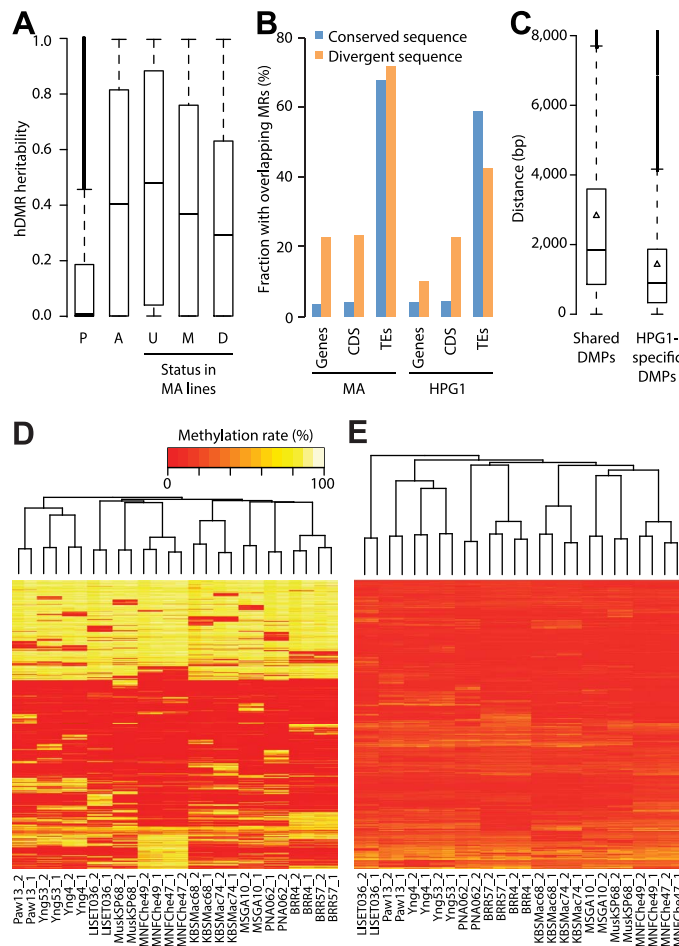 A
hDMR heritability
1.0
0.8
0.6
0.4
0.2
0.0
P
A
U
M
D
Status in
MA lines
B
Conserved sequence
Divergent sequence
Fraction with overlapping MRs (%)
80
60
40
20
0
Genes
CDS
TEs
Genes
CDS
TEs
MA
HPG1
C
Distance (bp)
8,000
6,000
4,000
2,000
0
Shared
DMPs
HPG1-
specific
DMPs
D
Methylation rate (%)
0
100
Paw13_2
Paw13_1
Yng53_2
Yng53_1
Yng4_2
Yng4_1
LISET036_1
LISET036_2
MuskSP68_2
MuskSP68_1
MNFChe49_2
MNFChe49_1
MNFChe47_1
MNFChe47_2
KBSMac68_2
KBSMac68_1
KBSMac74_2
KBSMac74_1
MSGA10_2
MSGA10_1
PNA062_1
PNA062_2
BRR4_2
BRR4_1
BRR57_2
BRR57_1
E
LISET036_2
LISET036_1
Paw13_2
Paw13_1
Yng4_2
Yng4_1
Yng53_2
Yng53_1
PNA062_1
PNA062_2
BRR57_2
BRR57_1
BRR4_2
BRR4_1
KBSMac68_2
KBSMac68_1
KBSMac74_2
KBSMac74_1
MSGA10_1
MSGA10_2
MuskSP68_2
MuskSP68_1
MNFChe49_1
MNFChe49_2
MNFChe47_2
MNFChe47_1